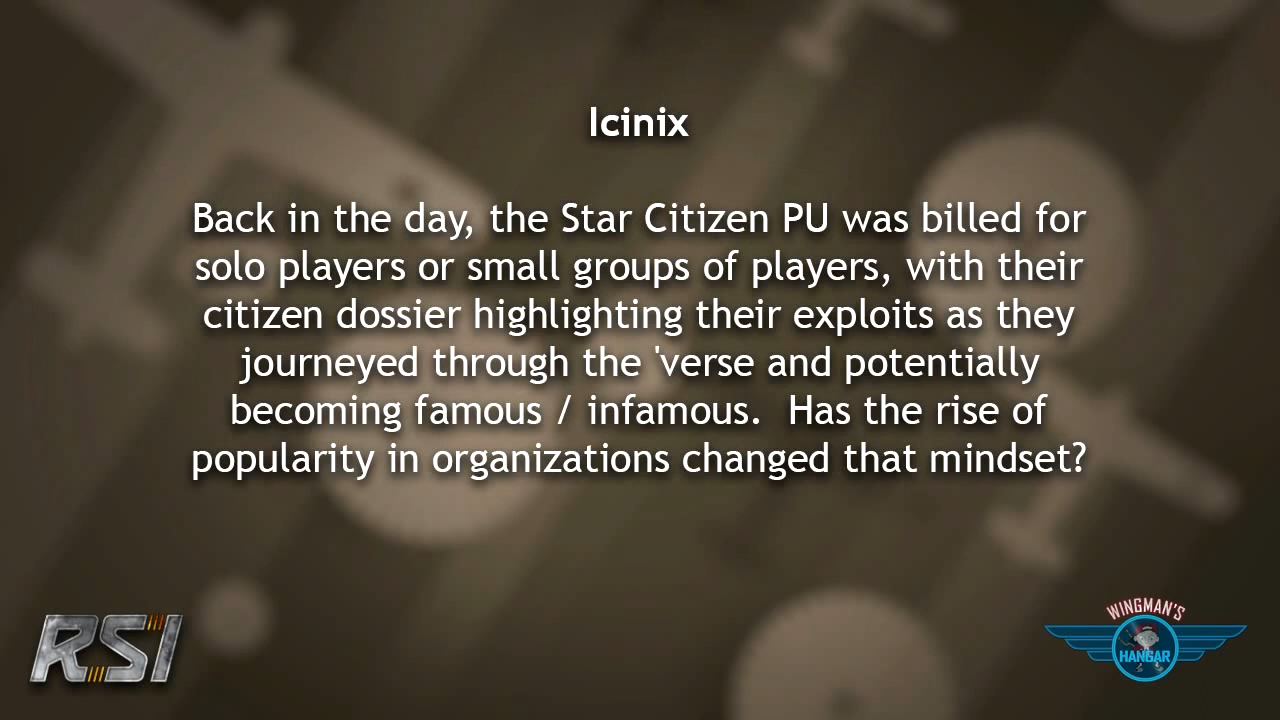 Icinix
Back in the day, the Star Citizen PU was billed for
solo players or small groups of players, with their
citizen dossier highlighting their exploits as they
journeyed through the 'verse and potentially
becoming famous / infamous.  Has the rise of
popularity in organizations changed that mindset?
RSI
WINGMAN'S
HANGAR